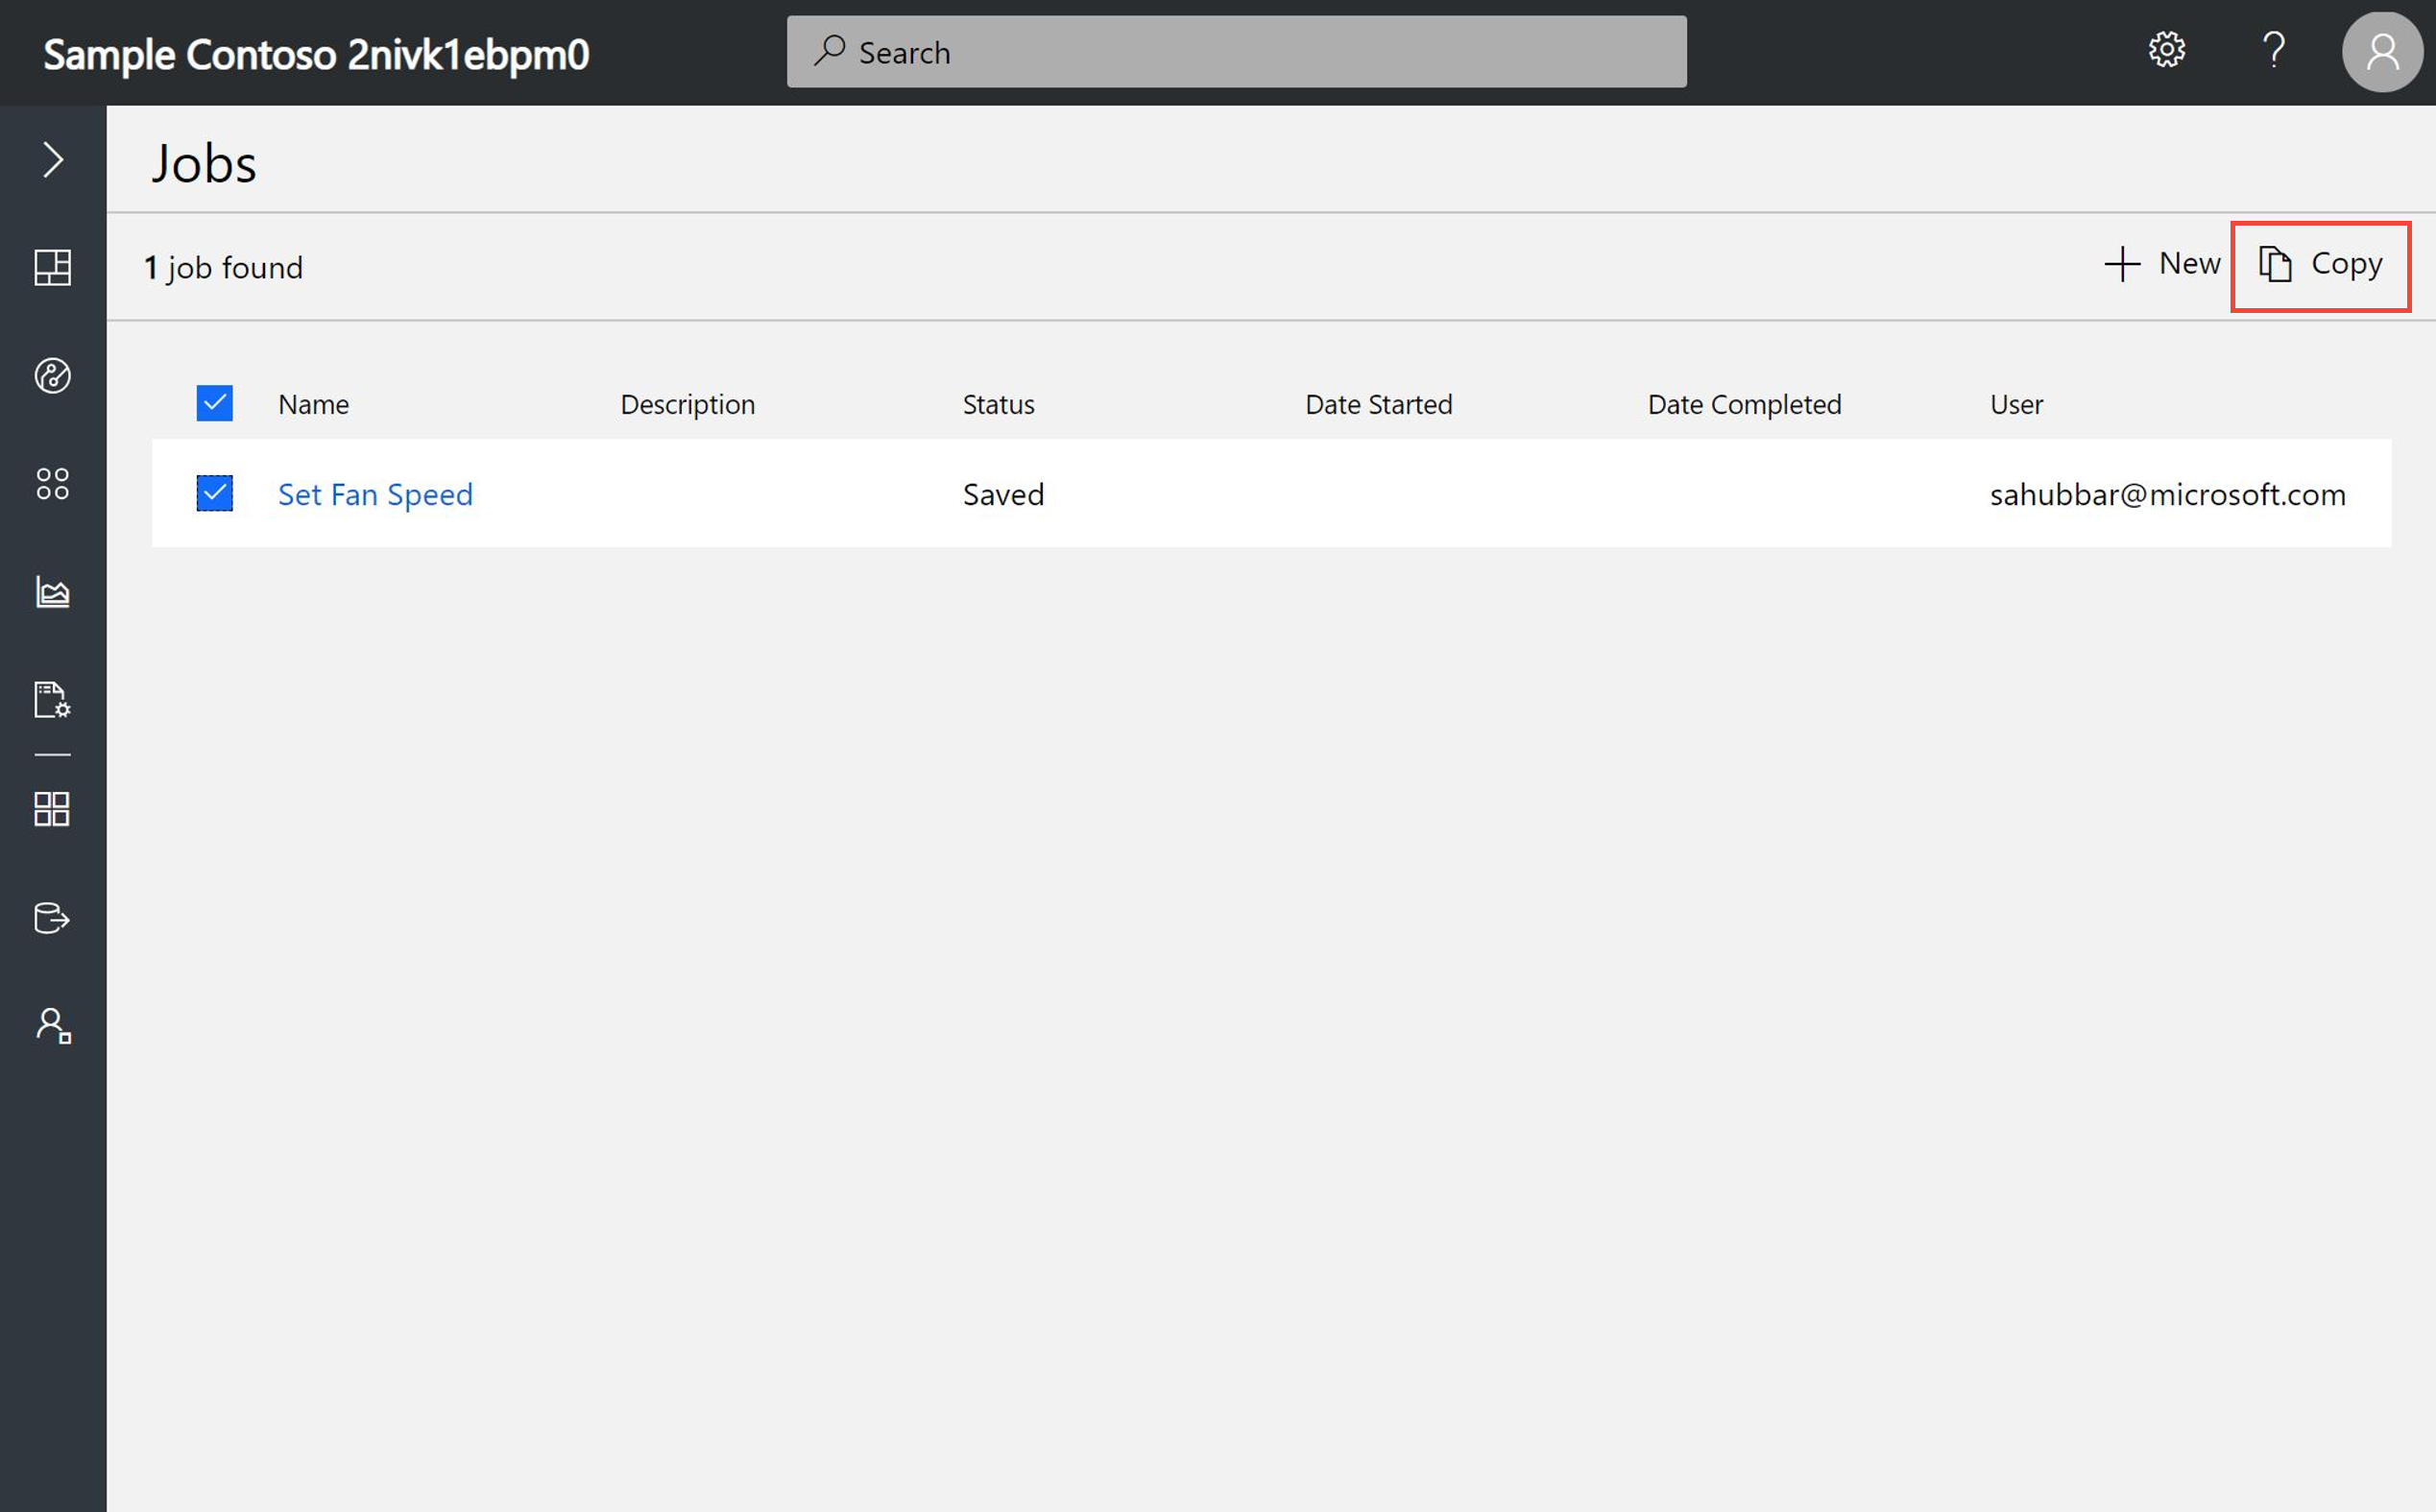 Sample Contoso 2nivk1ebpm0
Search
Jobs
1 job found
New
Copy
Name Description Status Date Started Date Completed User
Set Fan Speed Saved sahubbar@microsoft.com